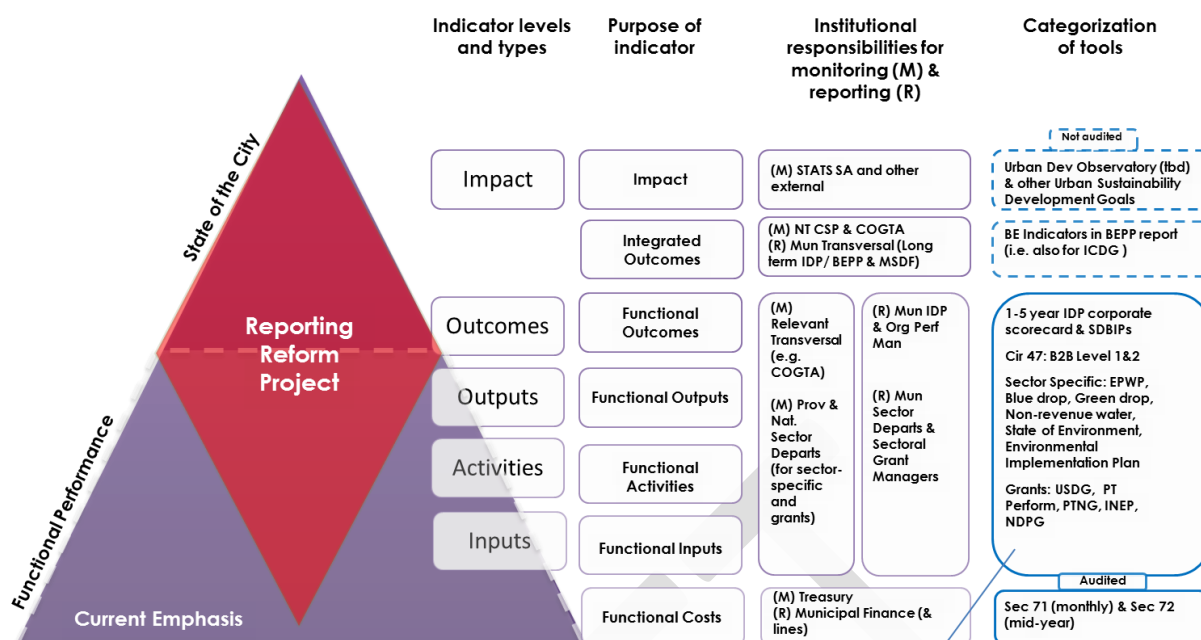 Indicator levels
and types
Purpose of
indicator
Institutional
responsibilities for
monitoring (M) &
reporting (R)
Categorization
of tools
State of the City
Functional Performance
Reporting
Reform
Project
Current Emphasis
Impact
Outcomes
Outputs
Activities
Inputs
Impact
Integrated
Outcomes
Functional
Outcomes
Functional Outputs
Functional
Activities
Functional Inputs
Functional Costs
(M) STATS SA and other
external
(M) NT CSP & COGTA
(R) Mun Transversal (Long
term IDP/ BEPP & MSDF)
(M)
Relevant
Transversal
(e.g.
COGTA)
(M) Prov &
Nat.
Sector
Departs
(for sector-
specific
and
grants)
(R) Mun IDP
& Org Perf
Man
(R) Mun
Sector
Departs &
Sectoral
Grant
Managers
(M) Treasury
(R) Municipal Finance (&
lines)
Not audited
Urban Dev Observatory (tbd)
& other Urban Sustainability
Development Goals
BE Indicators in BEPP report
(i.e. also for ICDG )
1-5 year IDP corporate
scorecard & SDBIPs
Cir 47: B2B Level 1&2
Sector Specific: EPWP,
Blue drop, Green drop,
Non-revenue water,
State of Environment,
Environmental
Implementation Plan
Grants: USDG, PT
Perform, PTNG, INEP,
NDPG
Audited
Sec 71 (monthly) & Sec 72
(mid-year)